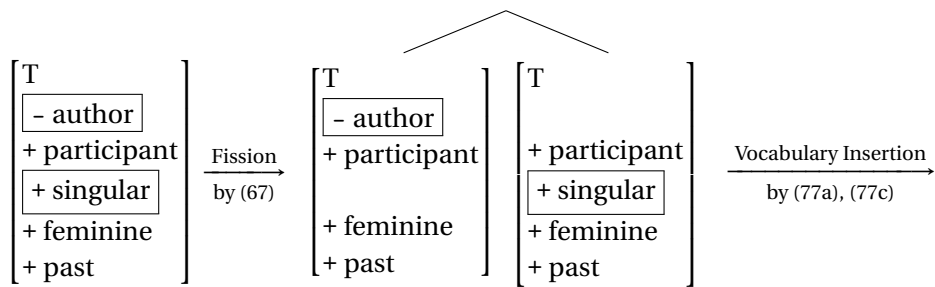 T
– author
+ participant
+ singular
+ feminine
+ past
Fission
by (67)
T
– author
+ participant
+ feminine
+ past
T
+ participant
+ singular
+ feminine
+ past
Vocabulary Insertion
by (77a), (77c)